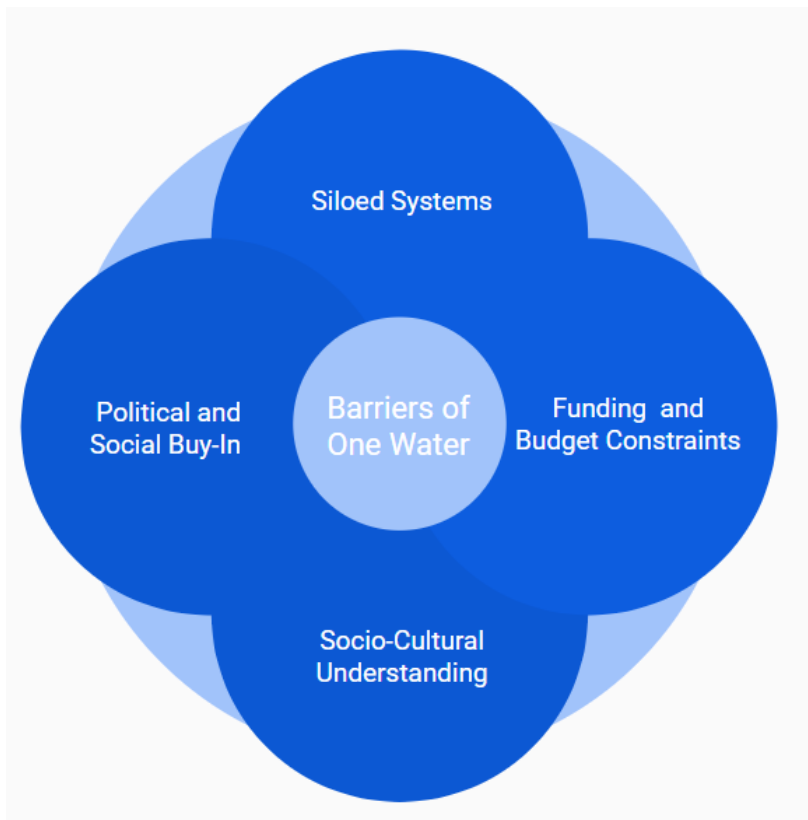 Siloed Systems
Political and
Social Buy-In
Barriers of
One Water
Funding and
Budget Constraints
Socio-Cultural
Understanding